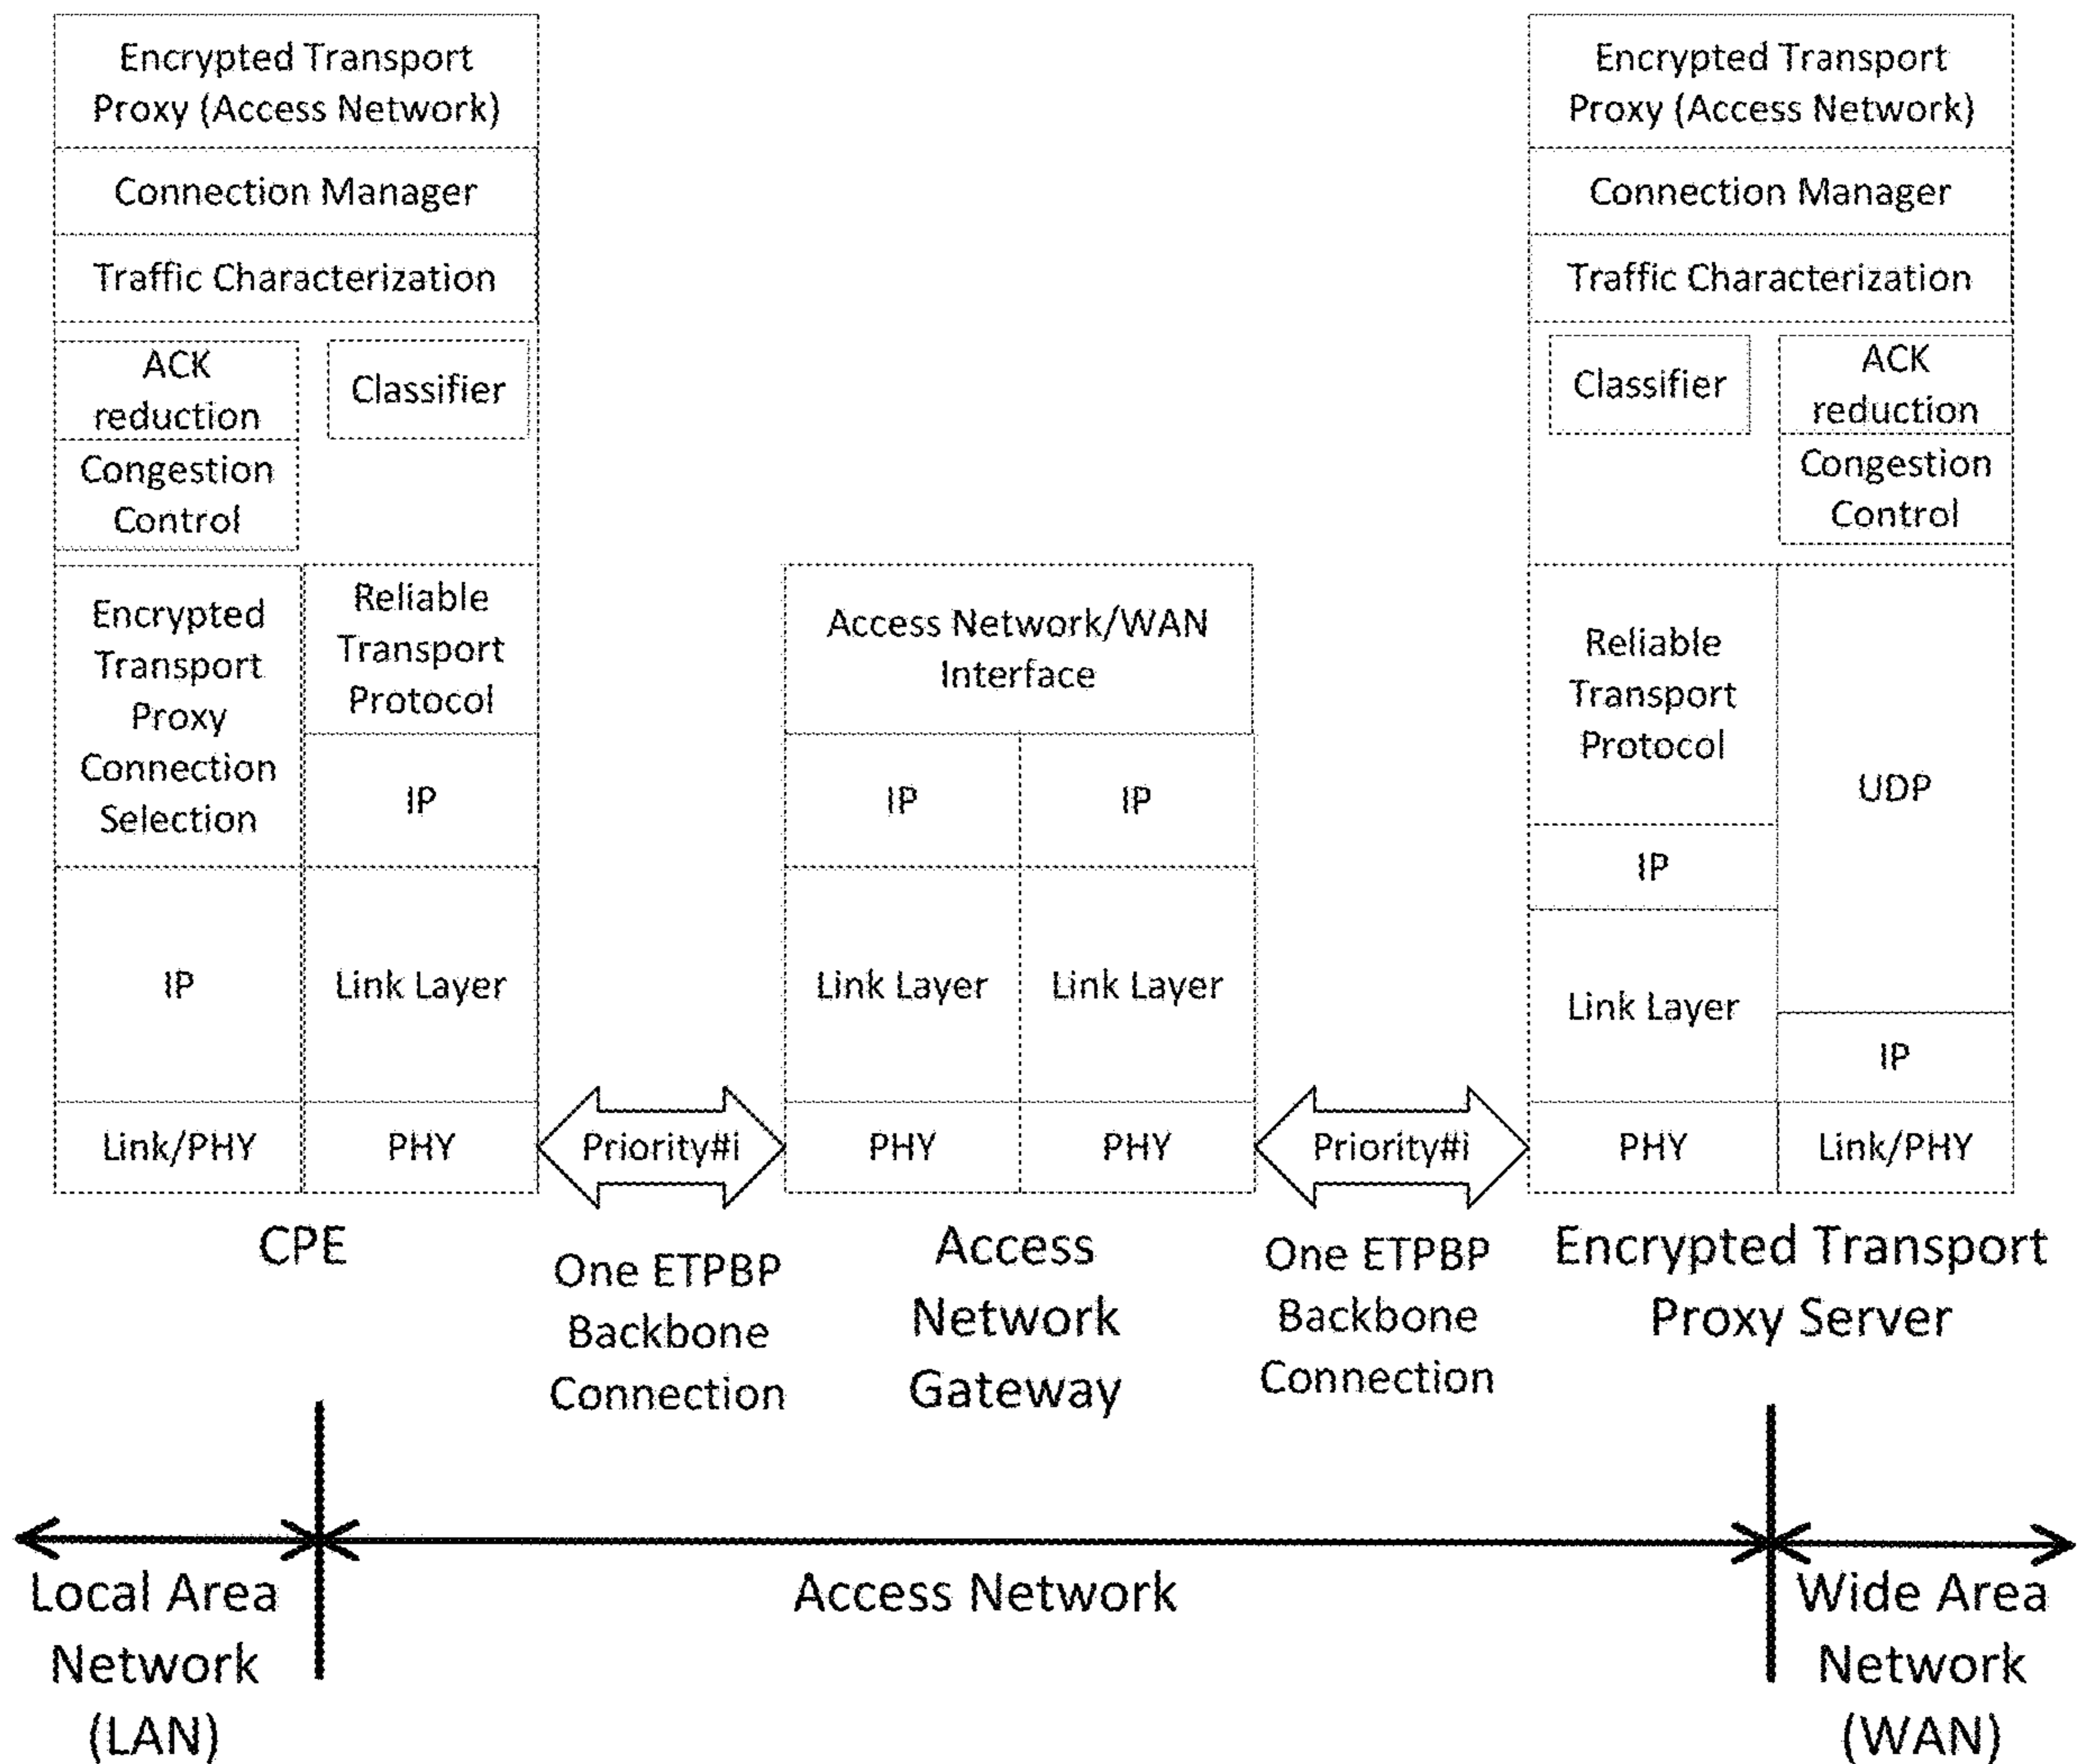 Encrypted Transport
Proxy (Access Network)
Connection Manager
Traffic Characterization
ACK
reduction
Classifier
Congestion
Control
Encrypted
Transport
Proxy
Connection
Selection
Reliable
Transport
Protocol
IP
IP
Link Layer
Link/PHY
PHY
CPE
Priority#i
One ETPBP
Backbone
Connection
Access Network/WAN
Interface
IP
IP
Link Layer
Link Layer
PHY
PHY
Access
Network
Gateway
Priority#i
One ETPBP
Backbone
Connection
Encrypted Transport
Proxy (Access Network)
Connection Manager
Traffic Characterization
Classifier
ACK
reduction
Congestion
Control
Reliable
Transport
Protocol
UDP
IP
Link Layer
IP
PHY
Link/PHY
Encrypted Transport
Proxy Server
Local Area
Network
(LAN)
Access Network
Wide Area
Network
(WAN)